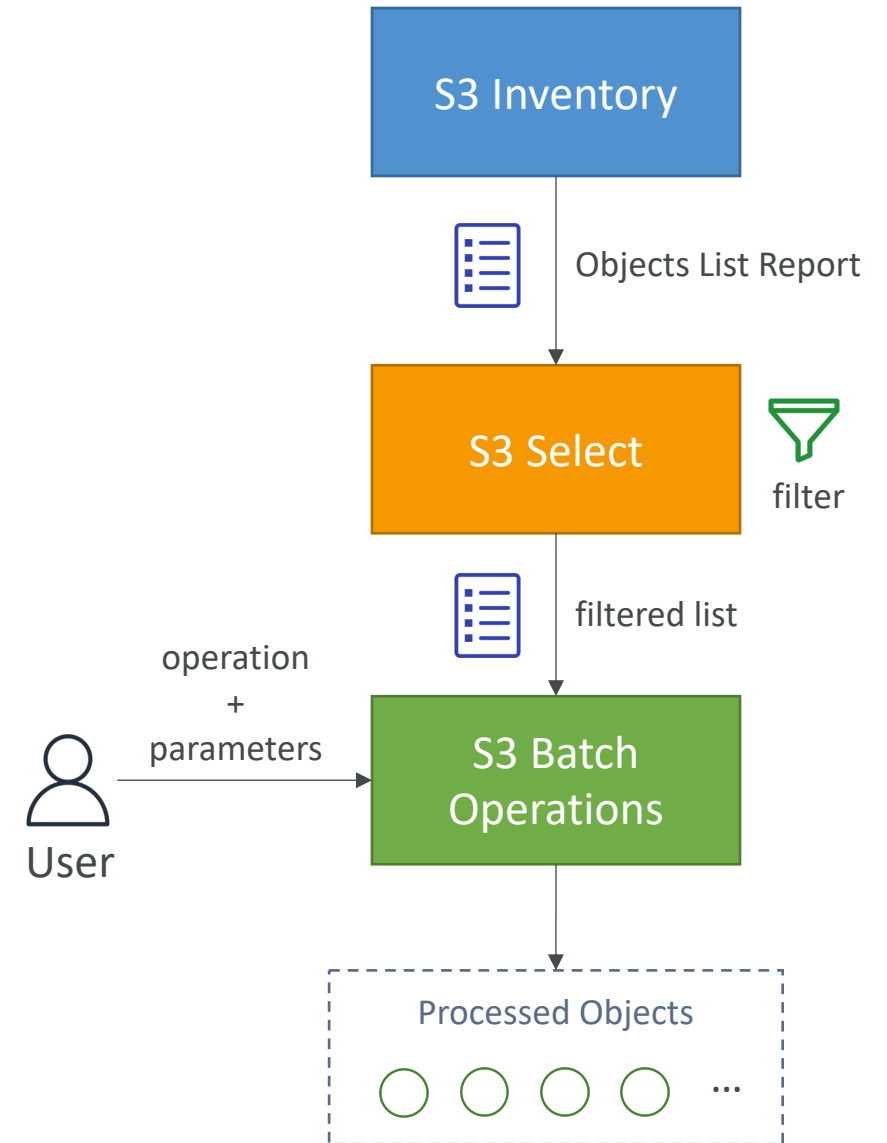 S3 Inventory
Objects List Report
S3 Select
filter
filtered list
operation
+
parameters
User
S3 Batch
Operations
Processed Objects
...